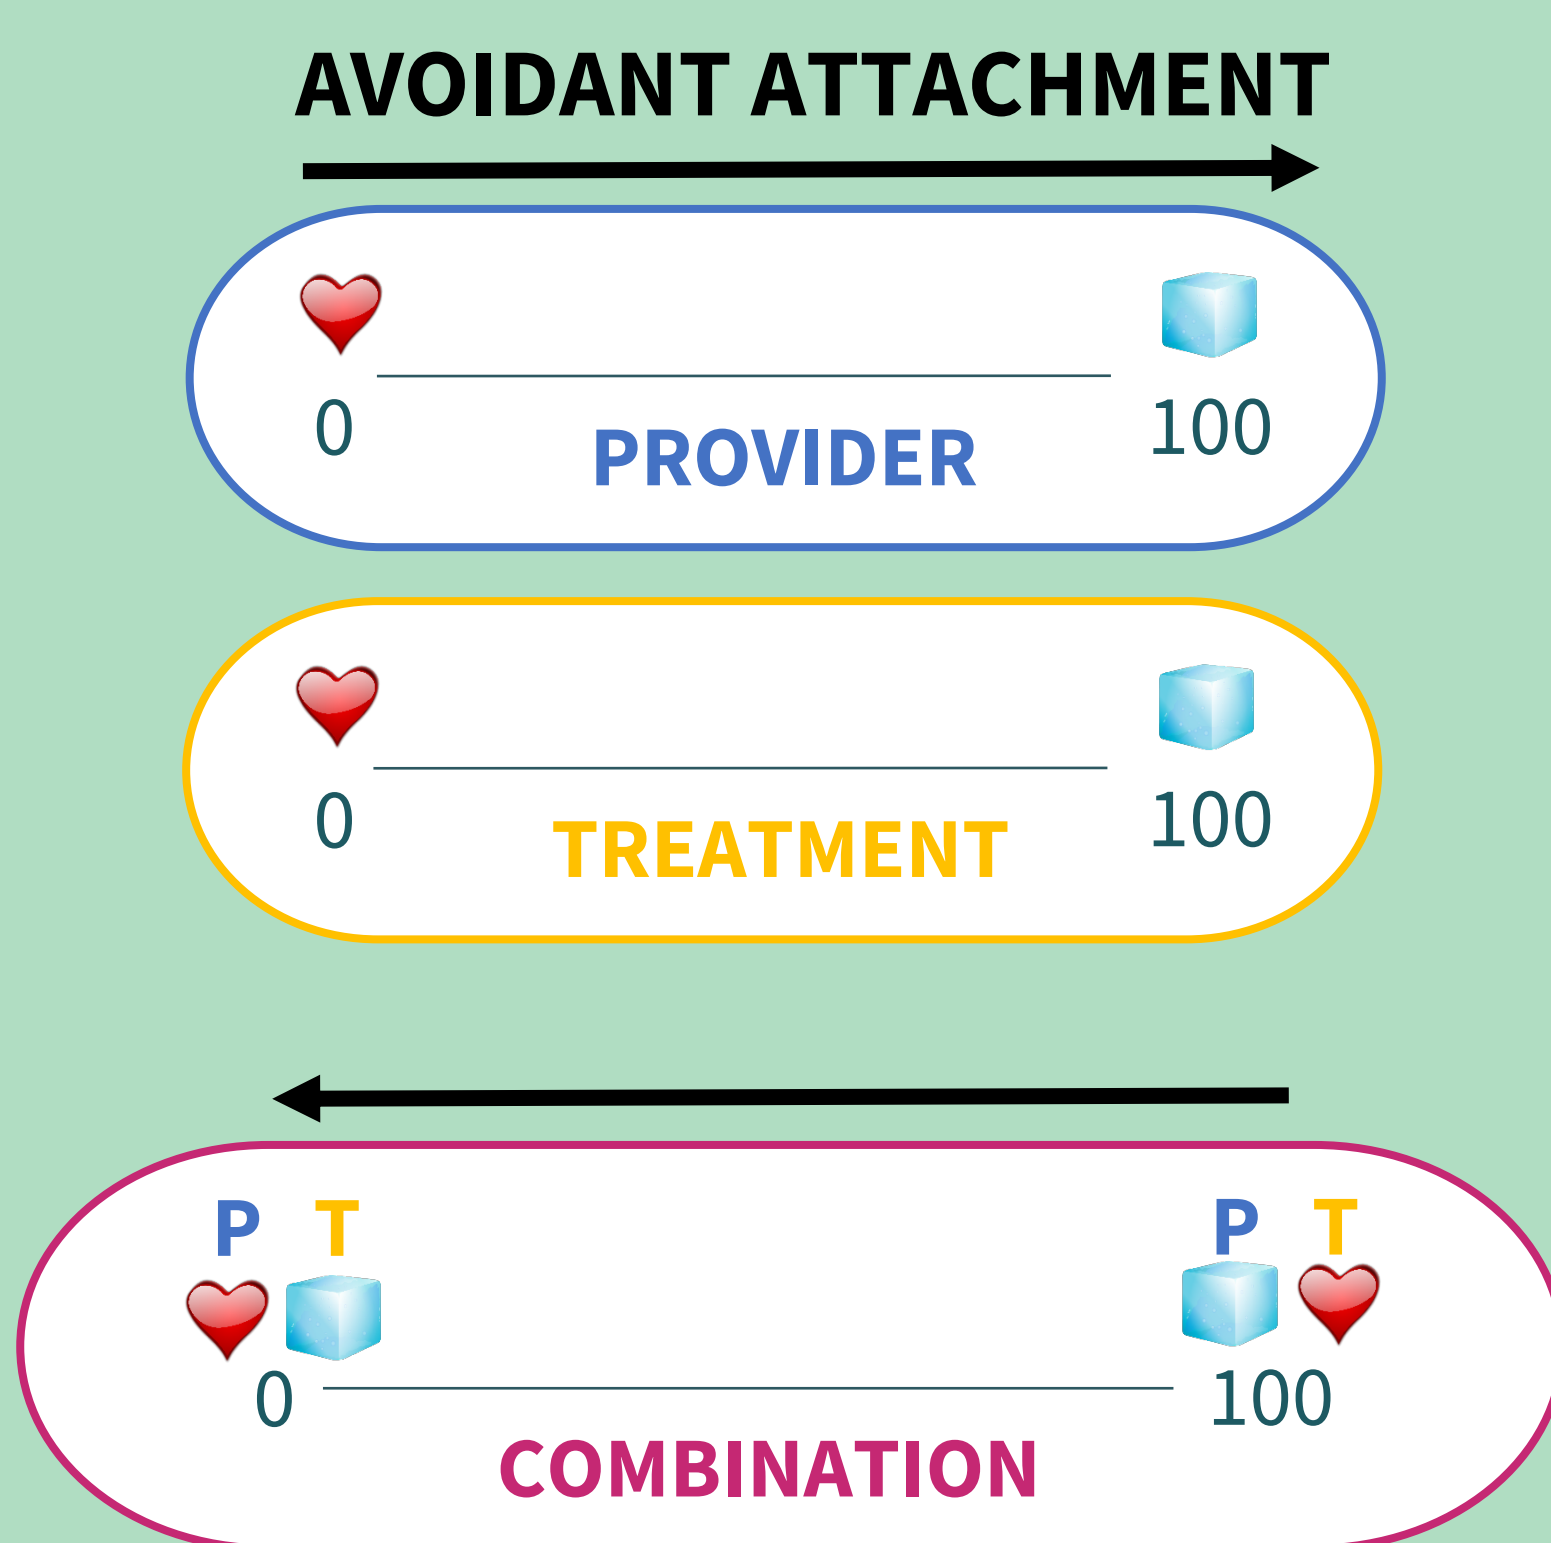 AVOIDANT ATTACHMENT
0 100
PROVIDER
0 100
TREATMENT
P T P T
0 100
COMBINATION